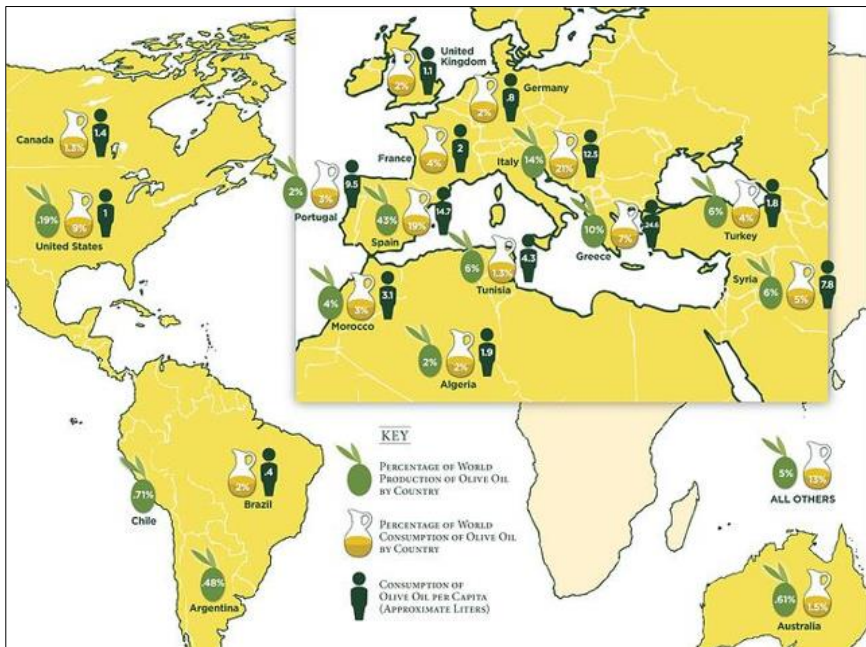 United
Kingdom
2%
1.1
Germany
2%
.8
Canada
1.3%
1.4
France
4%
2
Italy
14%
21%
12.5
.19%
9%
1
United States
2%
3%
9.5
Portugal
43%
19%
14.7
Spain
10%
7%
24.6
Greece
6%
4%
1.8
Turkey
6%
1.3%
4.3
Tunisia
Syria
6%
5%
7.8
4%
3%
3.1
Morocco
2%
2%
1.9
Algeria
KEY
PERCENTAGE OF WORLD
PRODUCTION OF OLIVE OIL
BY COUNTRY
PERCENTAGE OF WORLD
CONSUMPTION OF OLIVE OIL
BY COUNTRY
CONSUMPTION OF
OLIVE OIL PER CAPITA
(APPROXIMATE LITERS)
.71%
Chile
2%
.4
Brazil
.48%
Argentina
5%
13%
ALL OTHERS
.61%
1.5%
Australia